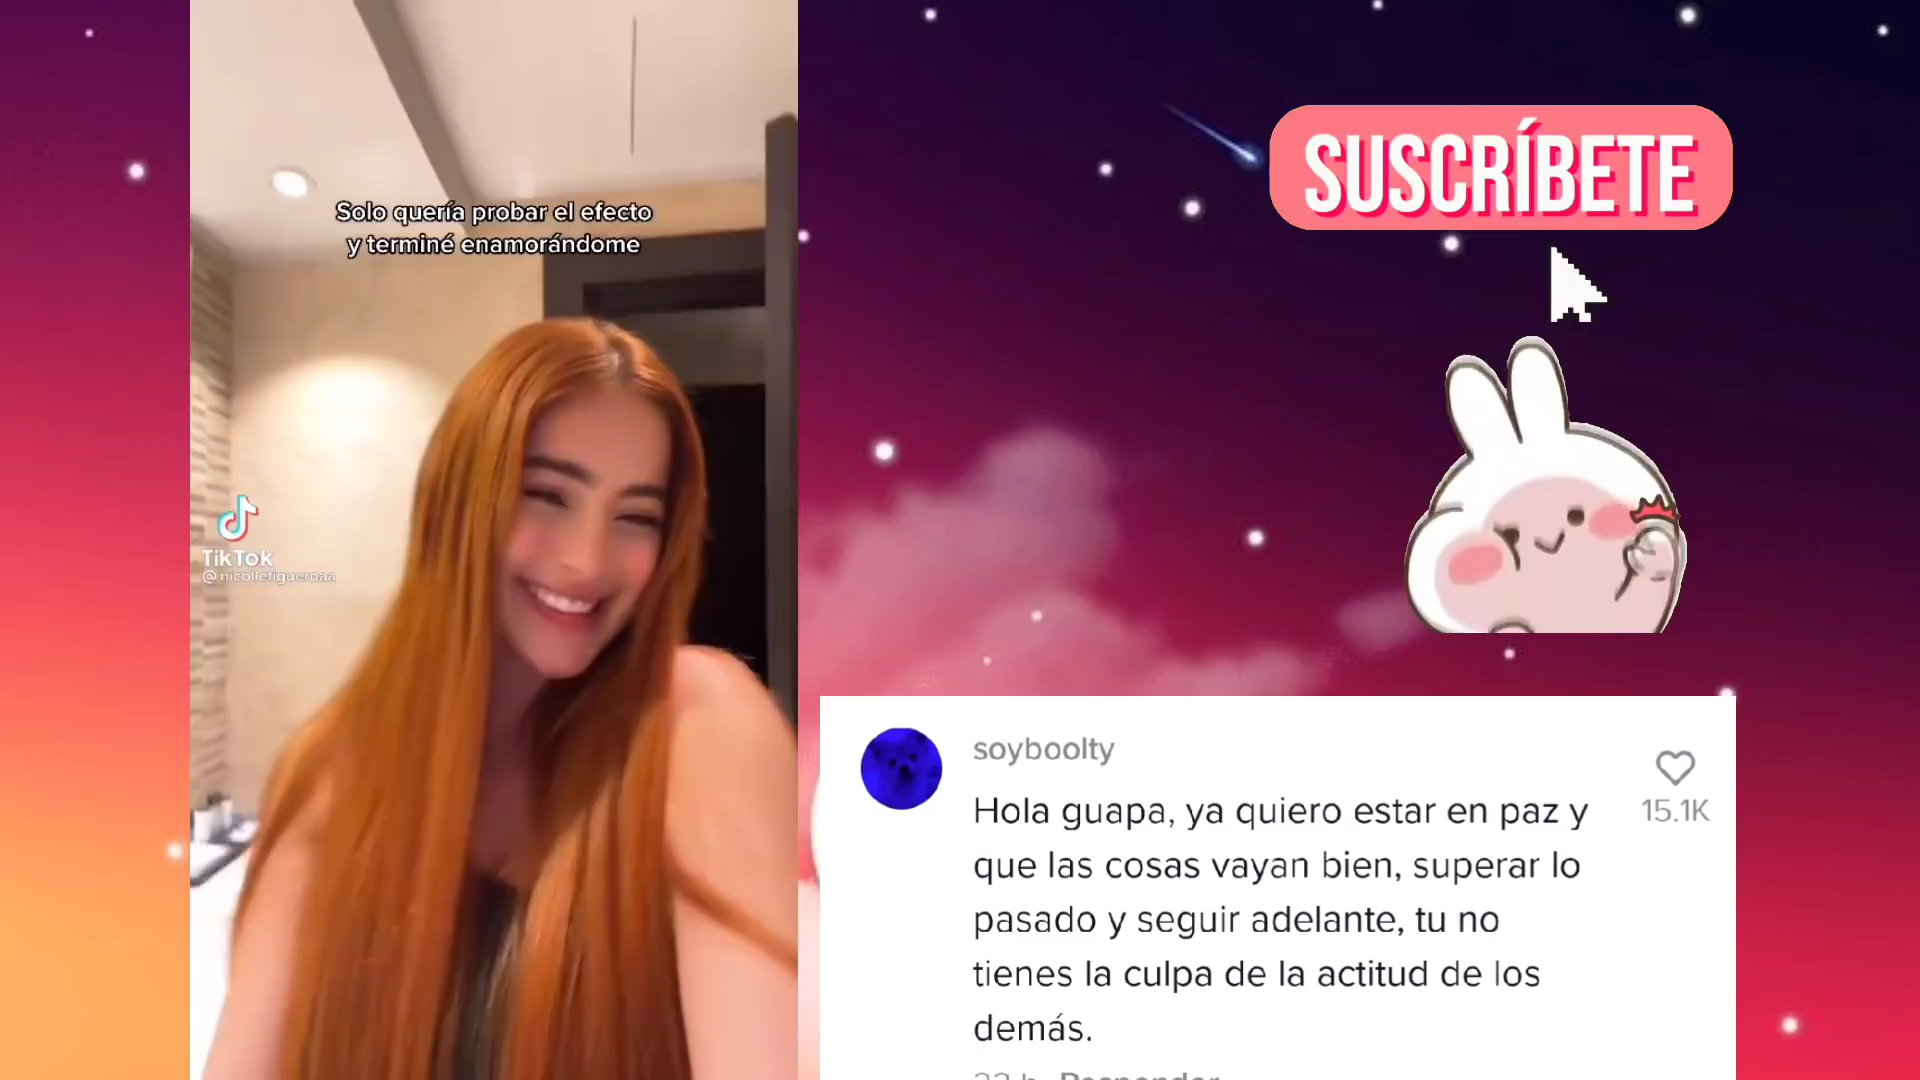 Solo quería probar el efecto
y terminé enamorándome
TikTok
@nicollefigueroaa
SUSCRÍBETE
soyboolty
Hola guapa, ya quiero estar en paz y
que las cosas vayan bien, superar lo
pasado y seguir adelante, tu no
tienes la culpa de la actitud de los
demás.
15.1K
Responder